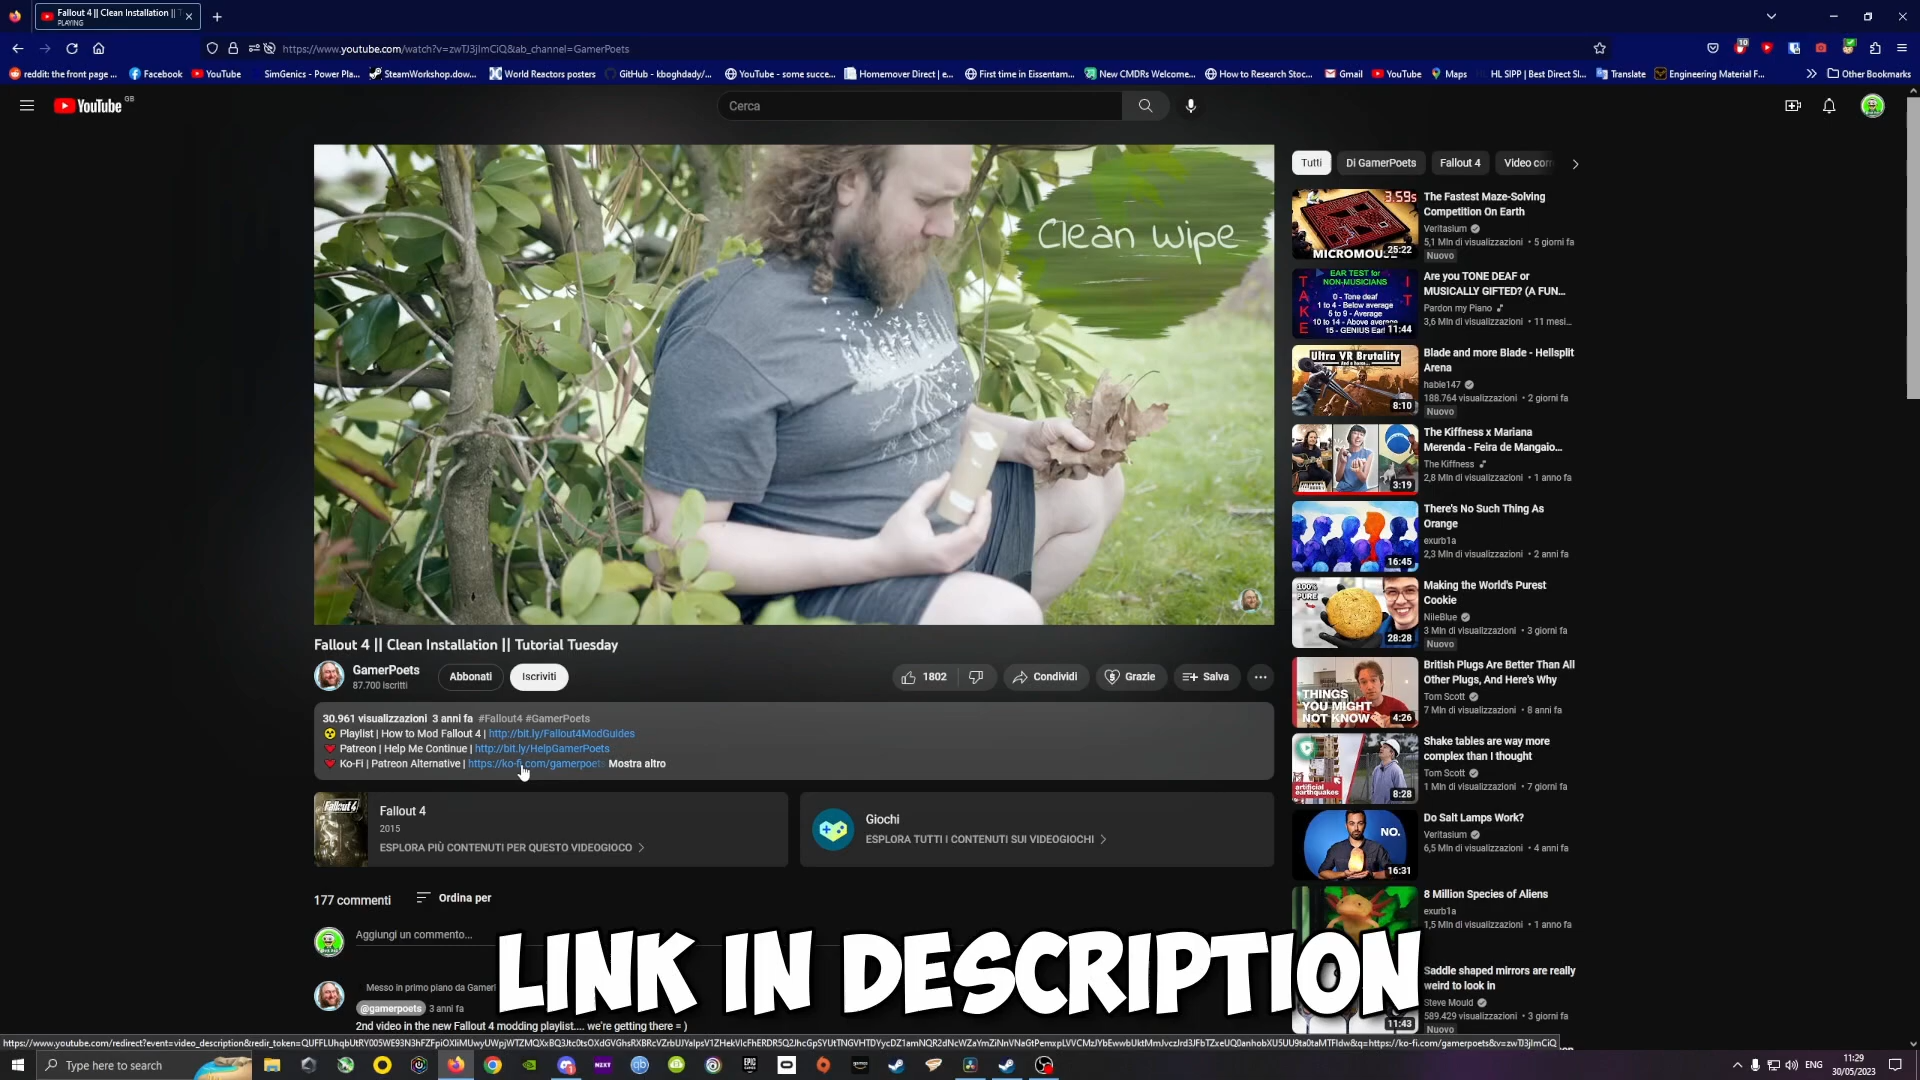 Fallout 4 || Clean Installation || T
PLAYING
https://www.youtube.com/watch?v=zwTJ3jImCiQ&ab_channel=GamerPoets
reddit: the front page ...
Facebook
YouTube
SimGenics - Power Pla...
SteamWorkshop.dow...
World Reactors posters
GitHub - kboghdady/...
YouTube - some succe...
Homemover Direct | e...
First time in Eissentam...
New CMDRs Welcome...
How to Research Stoc...
Gmail
YouTube
Maps
HL SIPP | Best Direct SI...
Translate
Engineering Material F...
Other Bookmarks
YouTube GB
Cerca
Clean wipe
Fallout 4 || Clean Installation || Tutorial Tuesday
GamerPoets
87.700 iscritti
Abbonati
Iscriviti
1802
Condividi
Grazie
Salva
30.961 visualizzazioni 3 anni fa #Fallout4 #GamerPoets
Playlist | How to Mod Fallout 4 | http://bit.ly/Fallout4ModGuides
Patreon | Help Me Continue | http://bit.ly/HelpGamerPoets
Ko-Fi | Patreon Alternative | https://ko-fi.com/gamerpoets Mostra altro
Fallout 4
Fallout 4
2015
ESPLORA PIÙ CONTENUTI PER QUESTO VIDEOGIOCO
Giochi
ESPLORA TUTTI I CONTENUTI SUI VIDEOGIOCHI
177 commenti
Ordina per
Aggiungi un commento...
Messo in primo piano da Gamer
@gamerpoets 3 anni fa
2nd video in the new Fallout 4 modding playlist.... we're getting there = )
LINK IN DESCRIPTION
Tutti
Di GamerPoets
Fallout 4
Video com
3.59s
MICROMOUSE
25:22
The Fastest Maze-Solving
Competition On Earth
Veritasium
5,1 Mln di visualizzazioni • 5 giorni fa
Nuovo
TAKE
EAR TEST for
NON-MUSICIANS
0 - Tone deaf
1 to 4 - Below average
5 to 9 - Average
10 to 14 - Above average
15 - GENIUS Ear!
IT
11:44
Are you TONE DEAF or
MUSICALLY GIFTED? (A FUN...
Pardon my Piano
3,6 Mln di visualizzazioni • 11 mesi...
Ultra VR Brutality
8:10
Blade and more Blade - Hellsplit
Arena
habie147
188.764 visualizzazioni • 2 giorni fa
Nuovo
3:19
The Kiffness x Mariana
Merenda - Feira de Mangaio...
The Kiffness
2,8 Mln di visualizzazioni • 1 anno fa
16:45
There's No Such Thing As
Orange
exurb1a
2,3 Mln di visualizzazioni • 2 anni fa
100%
PURE
28:28
Making the World's Purest
Cookie
NileBlue
3 Mln di visualizzazioni • 3 giorni fa
Nuovo
THINGS
YOU MIGHT
NOT KNOW
4:26
British Plugs Are Better Than All
Other Plugs, And Here's Why
Tom Scott
7 Mln di visualizzazioni • 8 anni fa
artificial
earthquakes
8:28
Shake tables are way more
complex than I thought
Tom Scott
1 Mln di visualizzazioni • 7 giorni fa
NO.
16:31
Do Salt Lamps Work?
Veritasium
6,5 Mln di visualizzazioni • 4 anni fa
8 Million Species of Aliens
exurb1a
1,5 Mln di visualizzazioni • 1 anno fa
11:43
Saddle shaped mirrors are really
weird to look in
Steve Mould
589.429 visualizzazioni • 3 giorni fa
Nuovo
Type here to search
NZXT
EPIC
ENG
11:29
30/05/2023